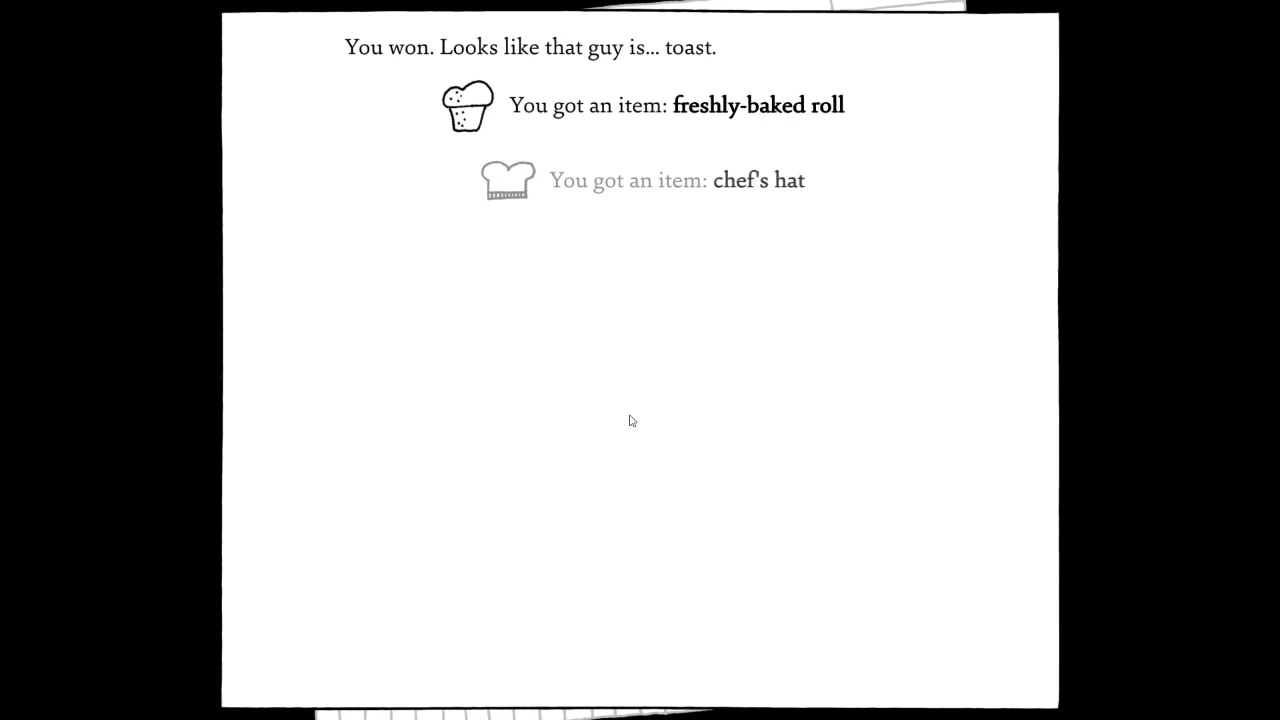 You won. Looks like that guy is... toast.
You got an item: freshly-baked roll
You got an item: chef's hat